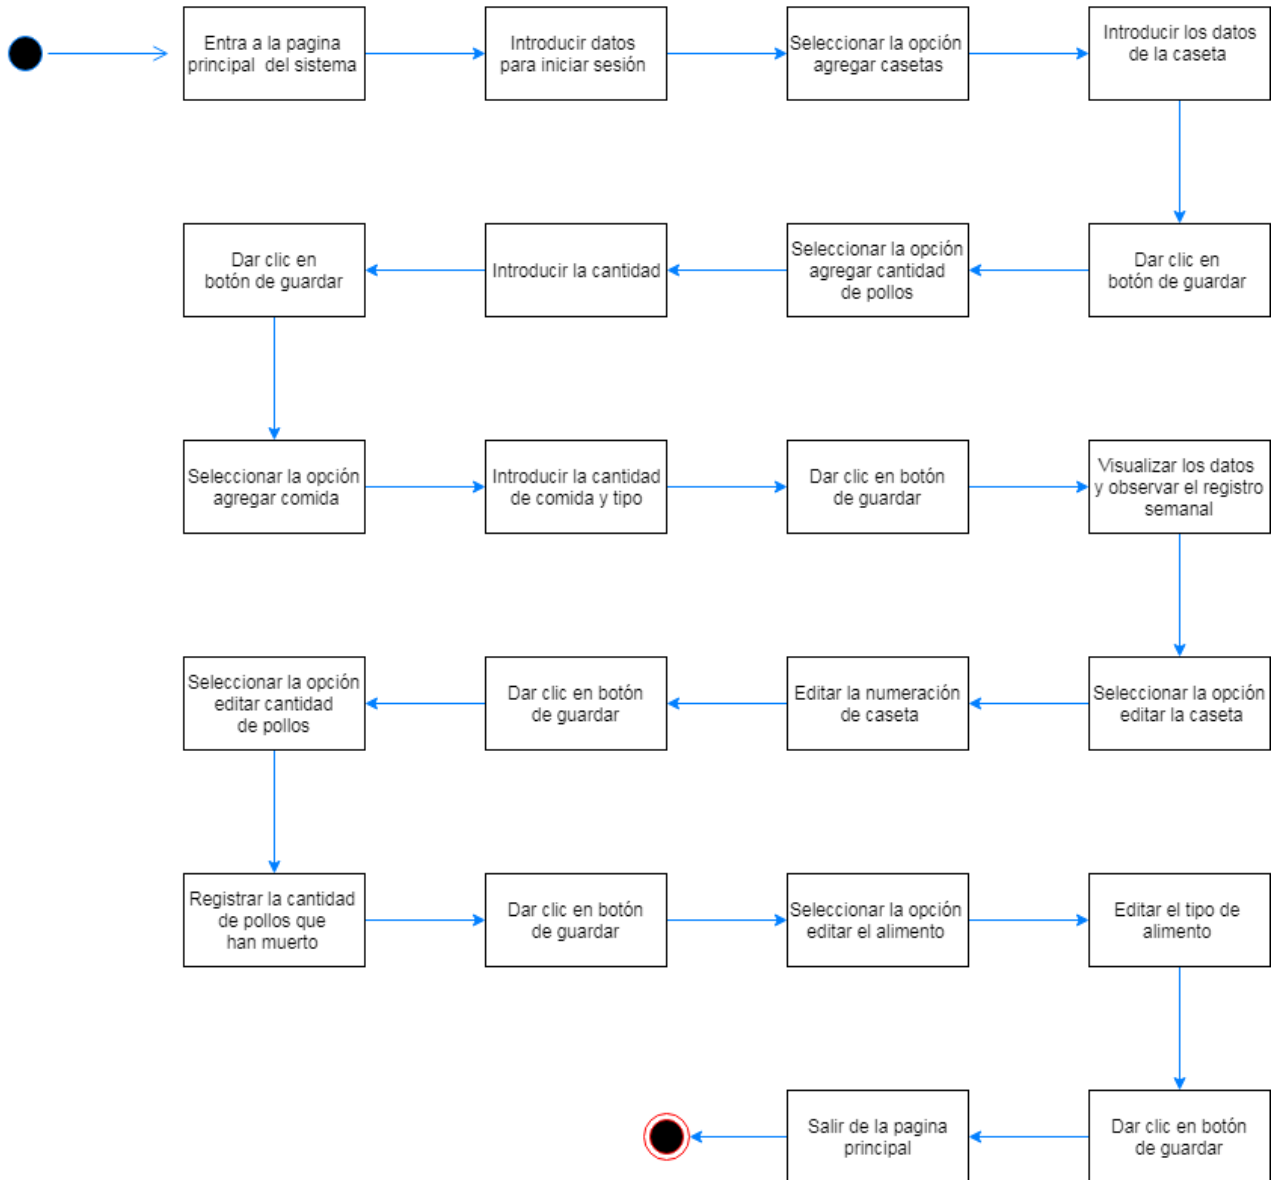 Entra a la pagina
principal del sistema
Introducir datos
para iniciar sesión
Seleccionar la opción
agregar casetas
Introducir los datos
de la caseta
Dar clic en
botón de guardar
Seleccionar la opción
agregar cantidad
de pollos
Introducir la cantidad
Dar clic en
botón de guardar
Seleccionar la opción
agregar comida
Introducir la cantidad
de comida y tipo
Dar clic en botón
de guardar
Visualizar los datos
y observar el registro
semanal
Seleccionar la opción
editar la caseta
Editar la numeración
de caseta
Dar clic en botón
de guardar
Seleccionar la opción
editar cantidad
de pollos
Registrar la cantidad
de pollos que
han muerto
Dar clic en botón
de guardar
Seleccionar la opción
editar el alimento
Editar el tipo de
alimento
Dar clic en botón
de guardar
Salir de la pagina
principal